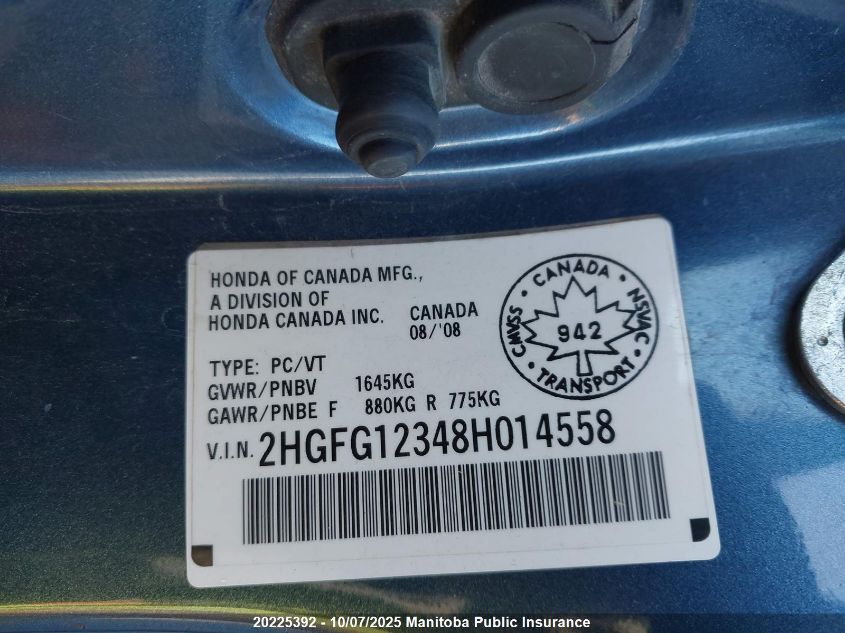 HONDA OF CANADA MFG.,
A DIVISION OF
HONDA CANADA INC. CANADA
08/'08
TYPE: PC/VT
GVWR/PNBV 1645KG
GAWR/PNBE F 880KG R 775KG
V.I.N. 2HGFG12348H014558
CANADA
CMVSS 942 NSVAC
TRANSPORT
20225392 - 10/07/2025 Manitoba Public Insurance